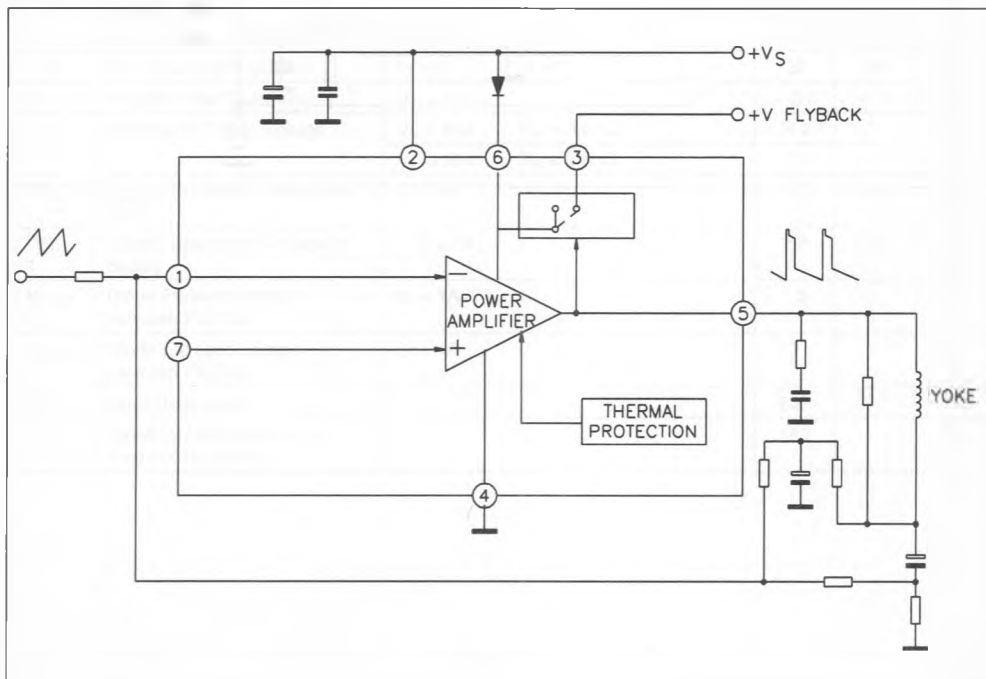 +VS
+V FLYBACK
2
6
3
1
POWER
AMPLIFIER
5
7
YOKE
THERMAL
PROTECTION
4